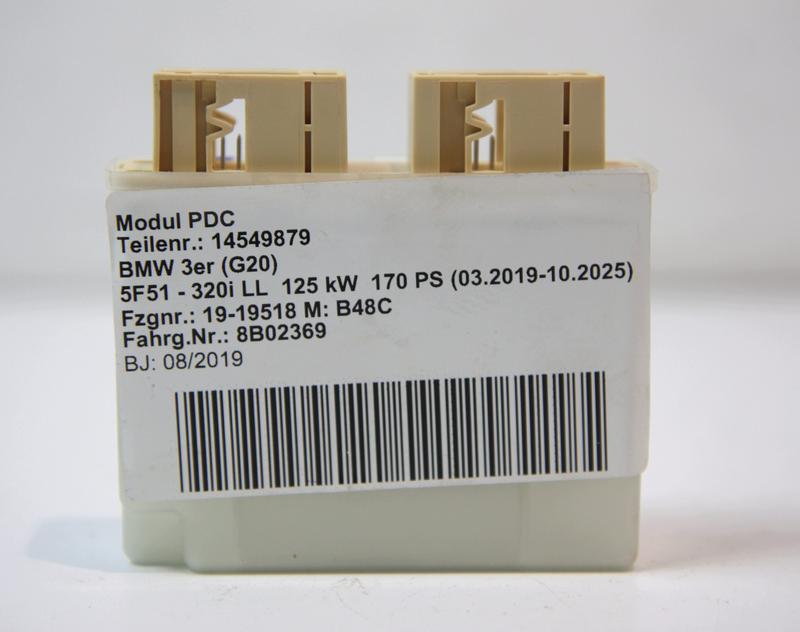 Modul PDC
Teilenr.: 14549879
BMW 3er (G20)
5F51 - 320i LL 125 kW 170 PS (03.2019-10.2025)
Fzgnr.: 19-19518 M: B48C
Fahrg.Nr.: 8B02369
BJ: 08/2019